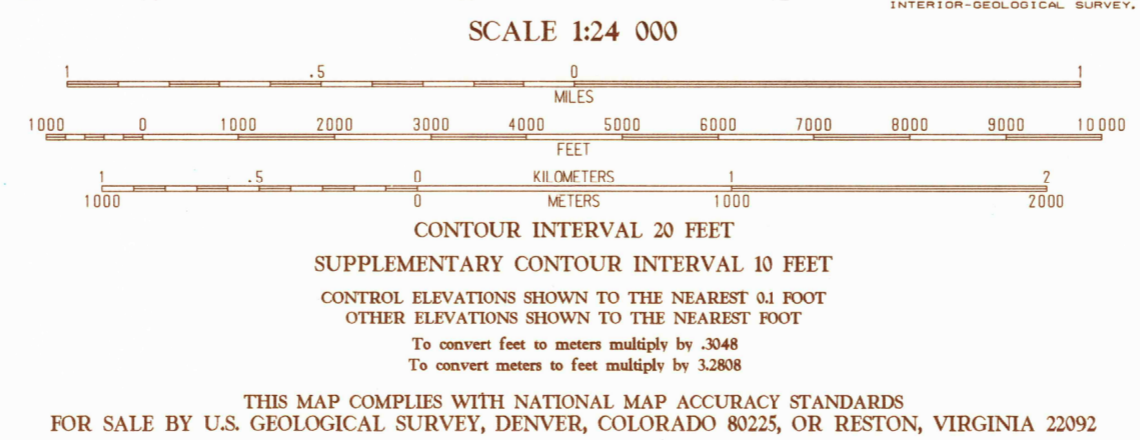 INTERIOR-GEOLOGICAL SURVEY.
SCALE 1:24 000
1 .5 0 1
MILES
1000 0 1000 2000 3000 4000 5000 6000 7000 8000 9000 10 000
FEET
1 .5 0 KILOMETERS 1 2
1000 0 METERS 1000 2000
CONTOUR INTERVAL 20 FEET
SUPPLEMENTARY CONTOUR INTERVAL 10 FEET
CONTROL ELEVATIONS SHOWN TO THE NEAREST 0.1 FOOT
OTHER ELEVATIONS SHOWN TO THE NEAREST FOOT
To convert feet to meters multiply by .3048
To convert meters to feet multiply by 3.2808
THIS MAP COMPLIES WITH NATIONAL MAP ACCURACY STANDARDS
FOR SALE BY U.S. GEOLOGICAL SURVEY, DENVER, COLORADO 80225, OR RESTON, VIRGINIA 22092